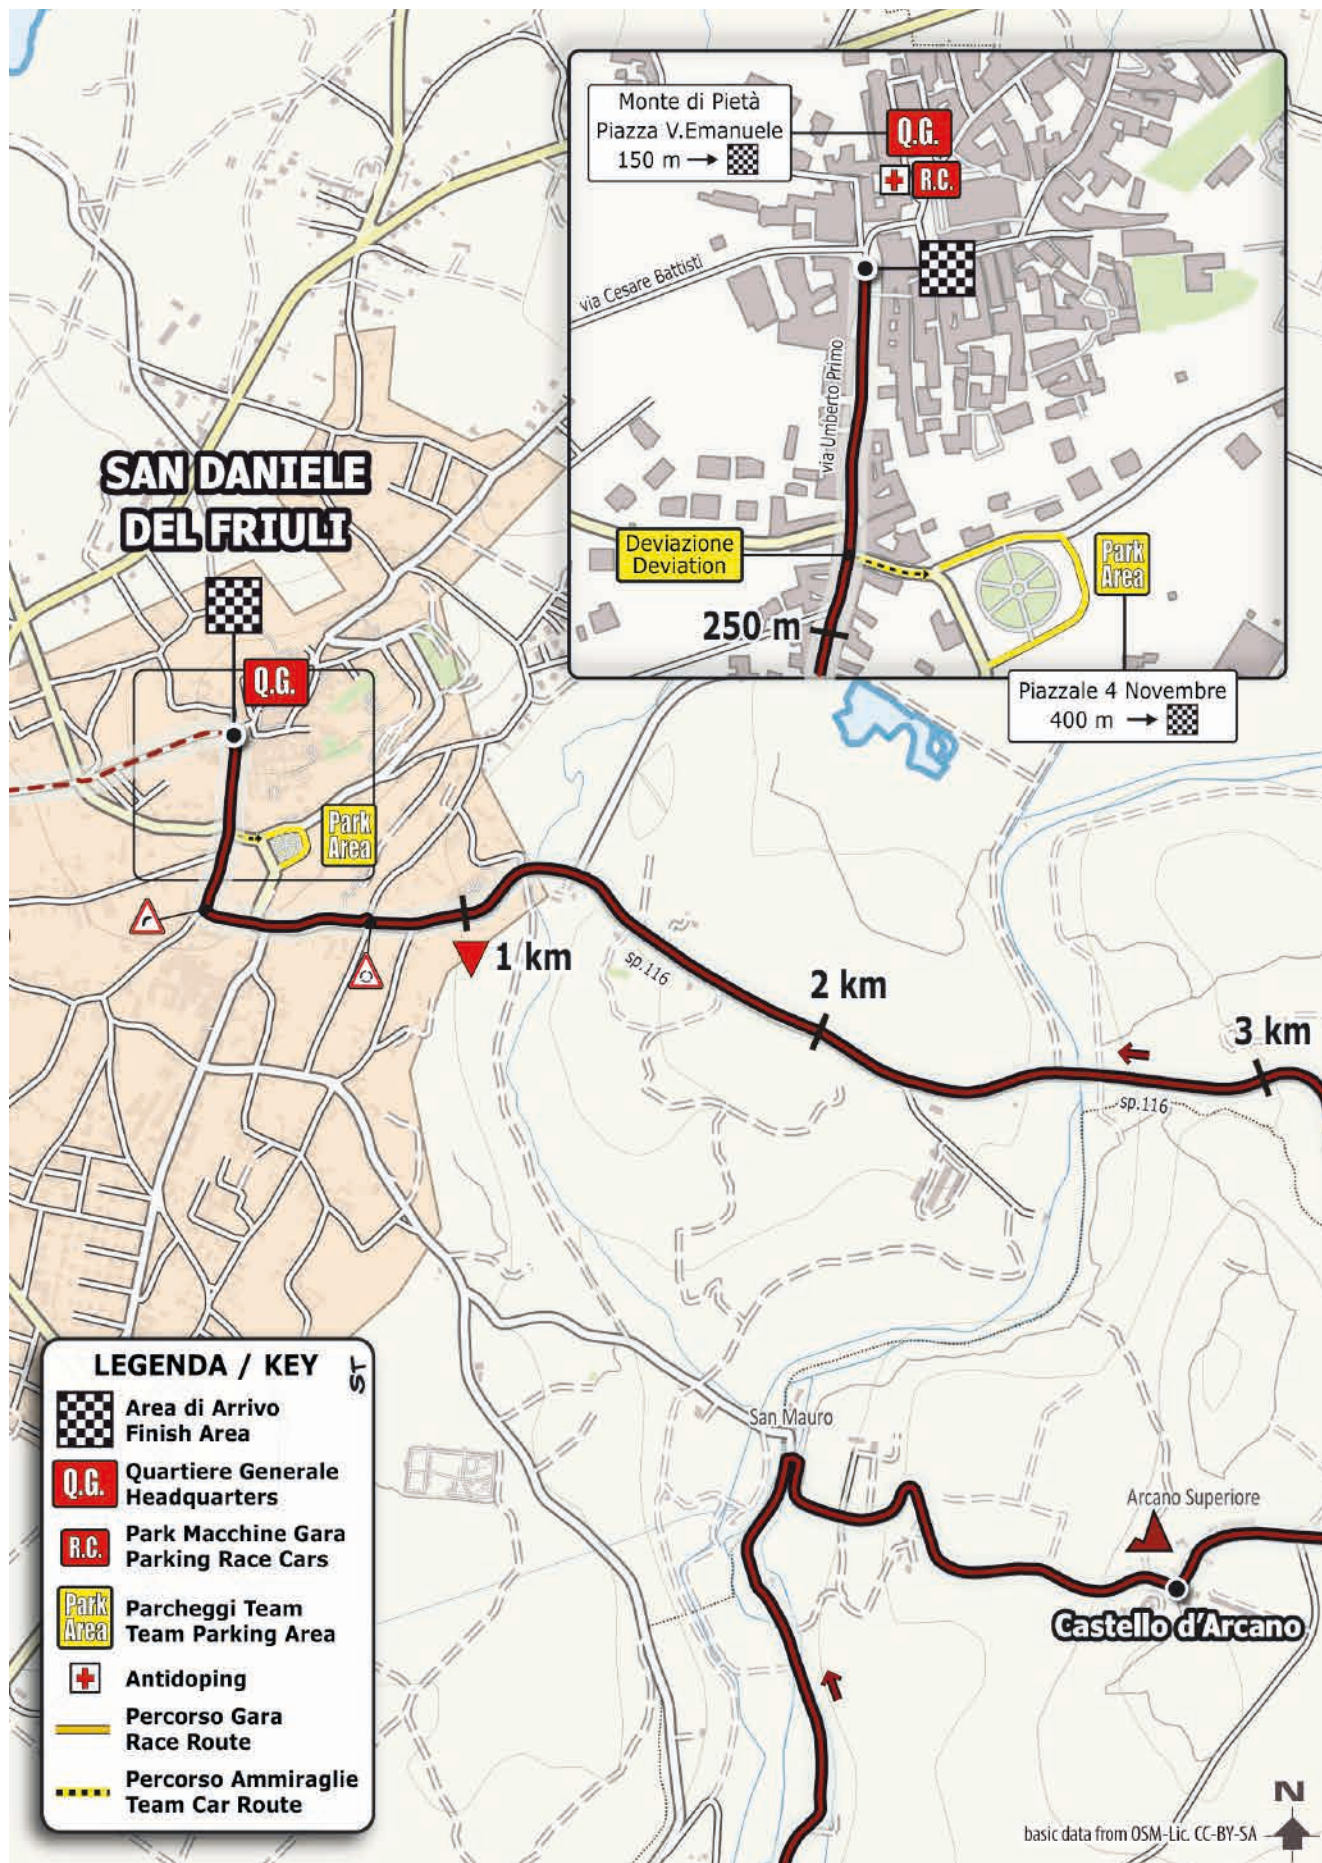 Monte di Pietà
Piazza V.Emanuele
150 m
Q.G.
R.C.
via Cesare Battisti
via Umberto Primo
Deviazione
Deviation
Park
Area
250 m
Piazzale 4 Novembre
400 m
SAN DANIELE
DEL FRIULI
Q.G.
Park
Area
1 km
sp.116
2 km
3 km
sp.116
San Mauro
Arcano Superiore
Castello d'Arcano
LEGENDA / KEY
ST
Area di Arrivo
Finish Area
Q.G.
Quartiere Generale
Headquarters
R.C.
Park Macchine Gara
Parking Race Cars
Park
Area
Parcheggi Team
Team Parking Area
Antidoping
Percorso Gara
Race Route
Percorso Ammiraglie
Team Car Route
N
basic data from OSM-Lic. CC-BY-SA